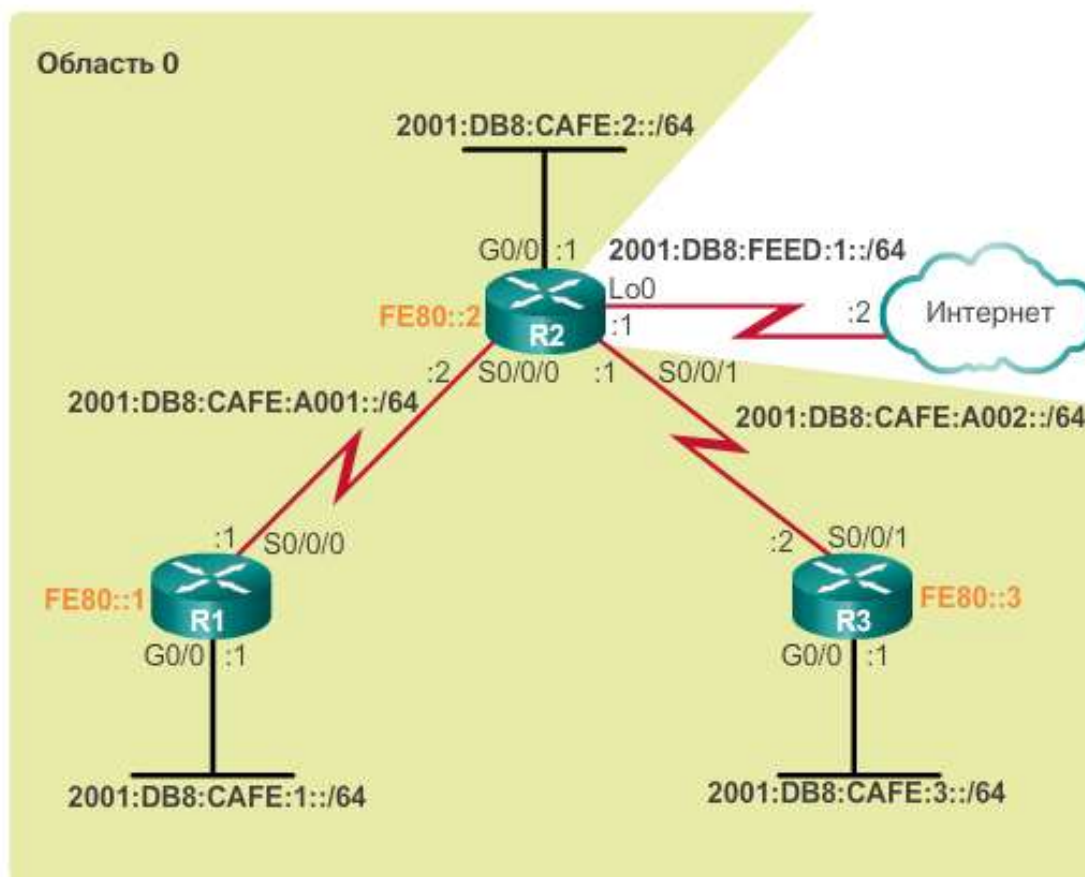 Область 0
2001:DB8:CAFE:2::/64
G0/0 :1
2001:DB8:FEED:1::/64
Lo0
FE80::2
R2
:1
:2
Интернет
:2 S0/0/0
:1 S0/0/1
2001:DB8:CAFE:A001::/64
2001:DB8:CAFE:A002::/64
:1 S0/0/0
:2 S0/0/1
FE80::1
R1
R3
FE80::3
G0/0 :1
G0/0 :1
2001:DB8:CAFE:1::/64
2001:DB8:CAFE:3::/64